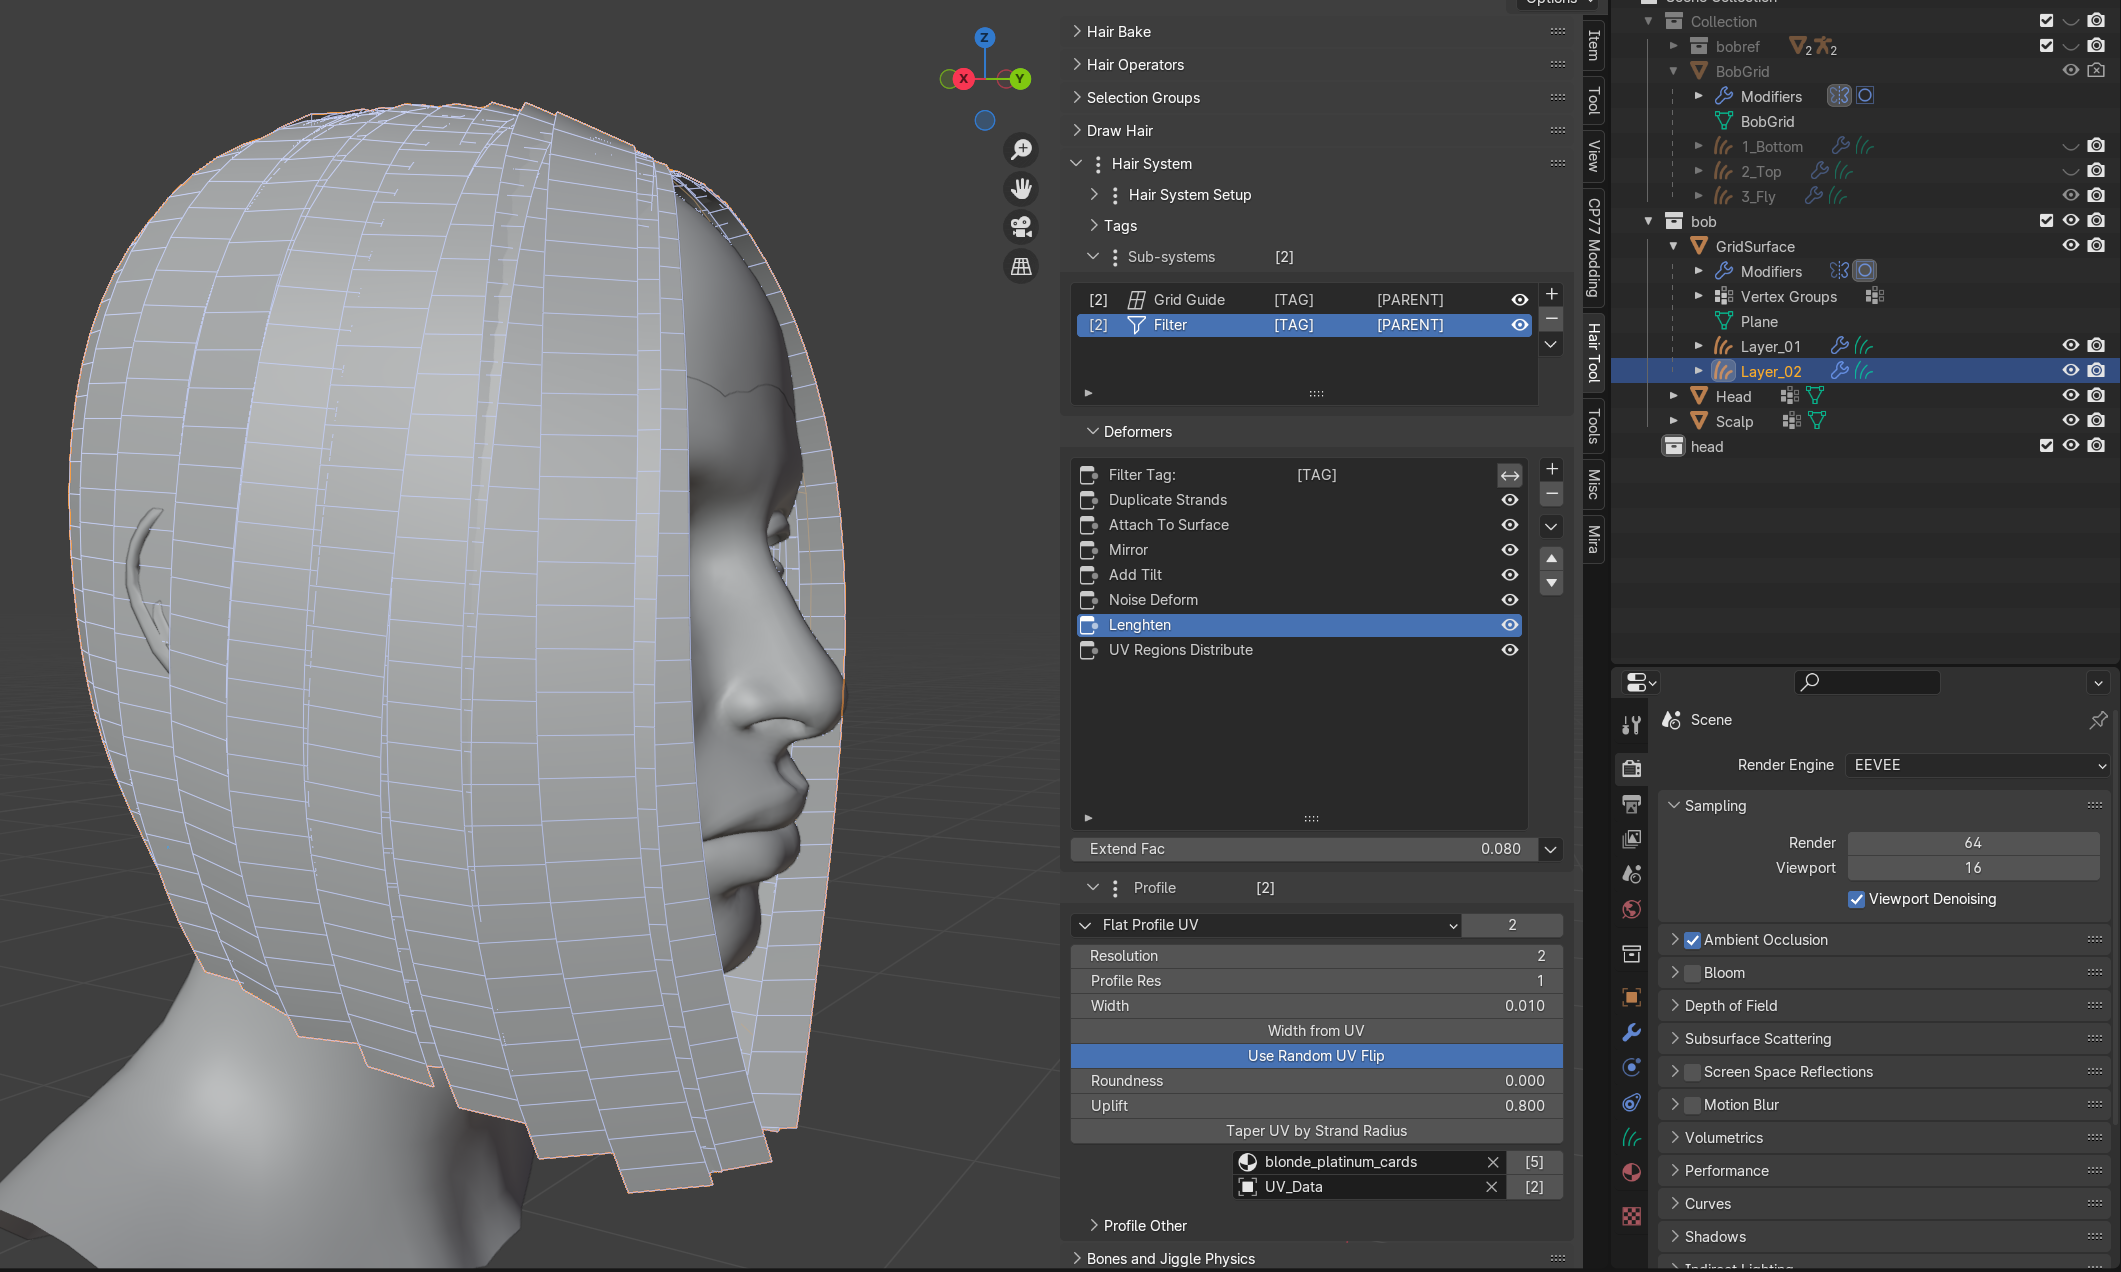 Options
Z
X
Y
Hair Bake
Hair Operators
Selection Groups
Draw Hair
Hair System
Hair System Setup
Tags
Sub-systems [2]
[2] Grid Guide [TAG] [PARENT]
[2] Filter [TAG] [PARENT]
Deformers
Filter Tag: [TAG]
Duplicate Strands
Attach To Surface
Mirror
Add Tilt
Noise Deform
Lenghten
UV Regions Distribute
Extend Fac 0.080
Profile [2]
Flat Profile UV 2
Resolution 2
Profile Res 1
Width 0.010
Width from UV
Use Random UV Flip
Roundness 0.000
Uplift 0.800
Taper UV by Strand Radius
blonde_platinum_cards [5]
UV_Data [2]
Profile Other
Bones and Jiggle Physics
Item
Tool
View
CP77 Modding
Hair Tool
Tools
Misc
Mira
Scene Collection
Collection
bobref 2 2
BobGrid
Modifiers
BobGrid
1_Bottom
2_Top
3_Fly
bob
GridSurface
Modifiers
Vertex Groups
Plane
Layer_01
Layer_02
Head
Scalp
head
Scene
Render Engine EEVEE
Sampling
Render 64
Viewport 16
Viewport Denoising
Ambient Occlusion
Bloom
Depth of Field
Subsurface Scattering
Screen Space Reflections
Motion Blur
Volumetrics
Performance
Curves
Shadows
Indirect Lighting